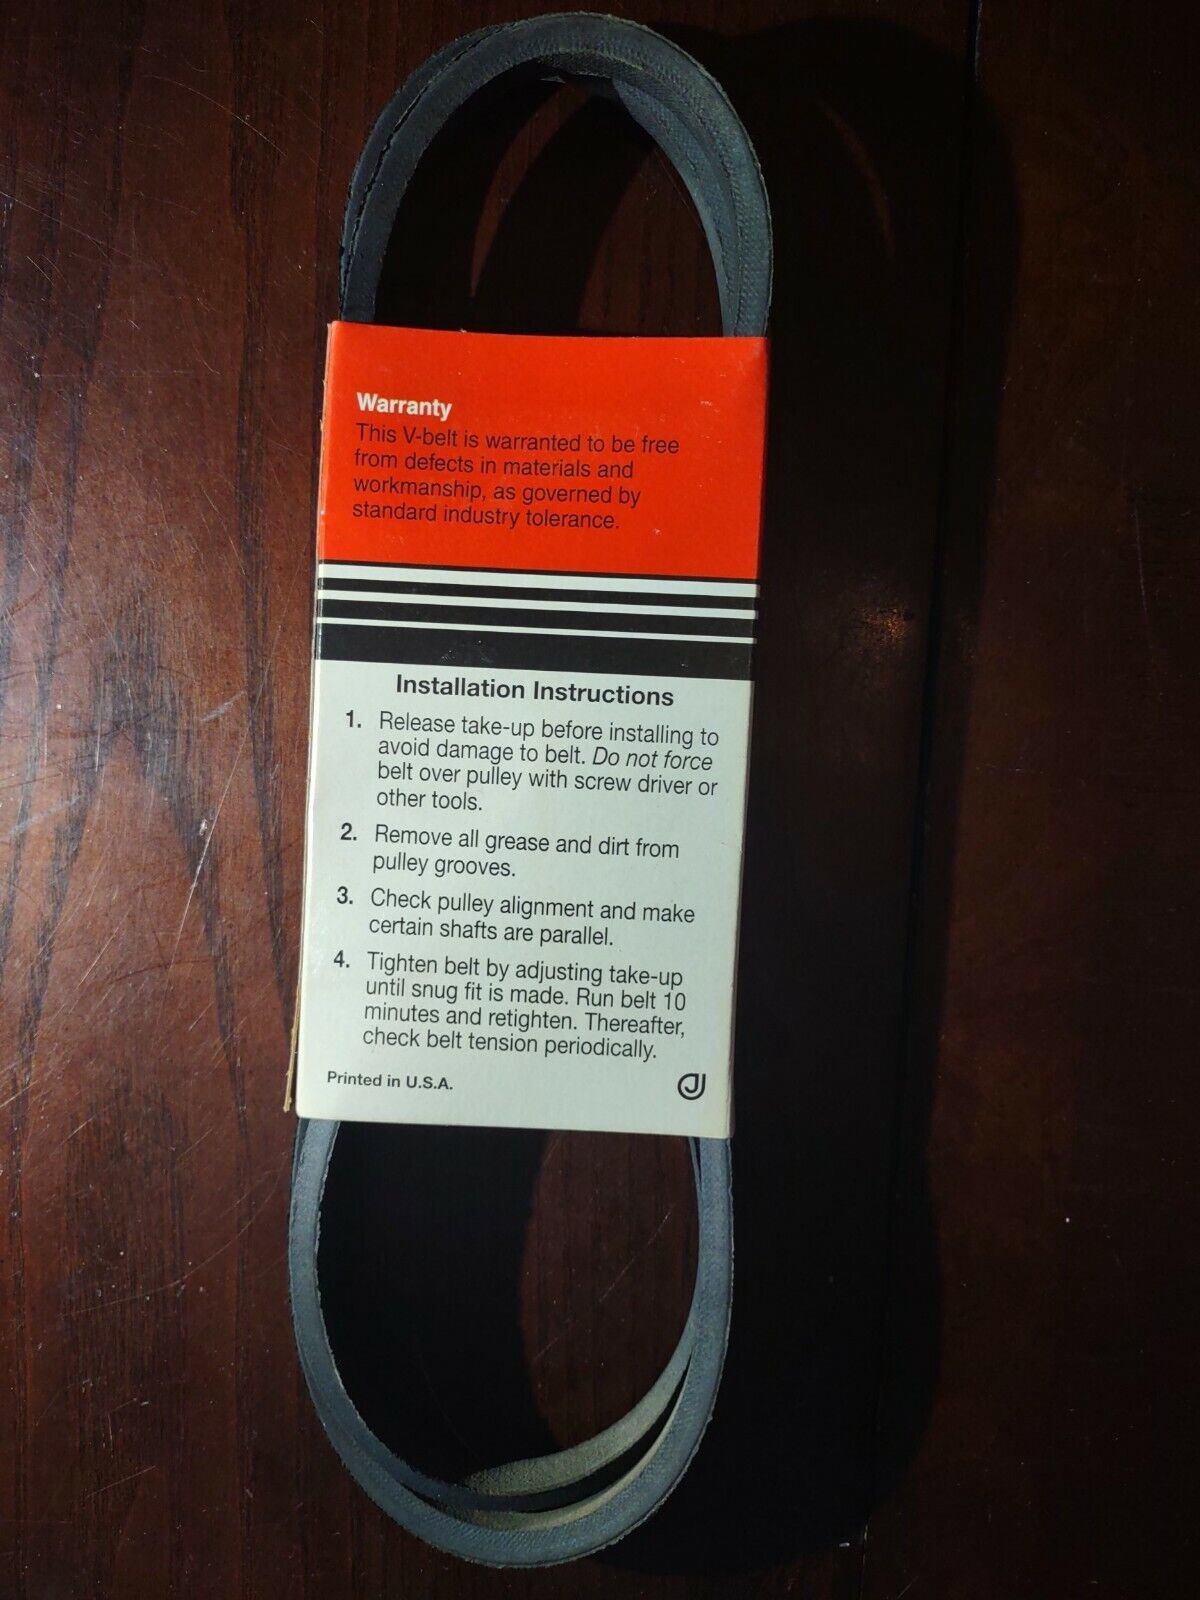 Warranty
This V-belt is warranted to be free
from defects in materials and
workmanship, as governed by
standard industry tolerance.
Installation Instructions
1. Release take-up before installing to
avoid damage to belt. Do not force
belt over pulley with screw driver or
other tools.
2. Remove all grease and dirt from
pulley grooves.
3. Check pulley alignment and make
certain shafts are parallel.
4. Tighten belt by adjusting take-up
until snug fit is made. Run belt 10
minutes and retighten. Thereafter,
check belt tension periodically.
Printed in U.S.A.